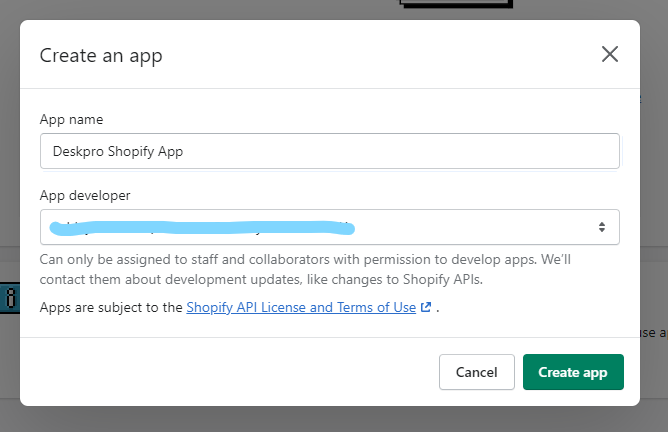 Create an app
App name
Deskpro Shopify App
App developer
Can only be assigned to staff and collaborators with permission to develop apps. We’ll
contact them about development updates, like changes to Shopify APIs.
Apps are subject to the Shopify API License and Terms of Use .
Cancel
Create app